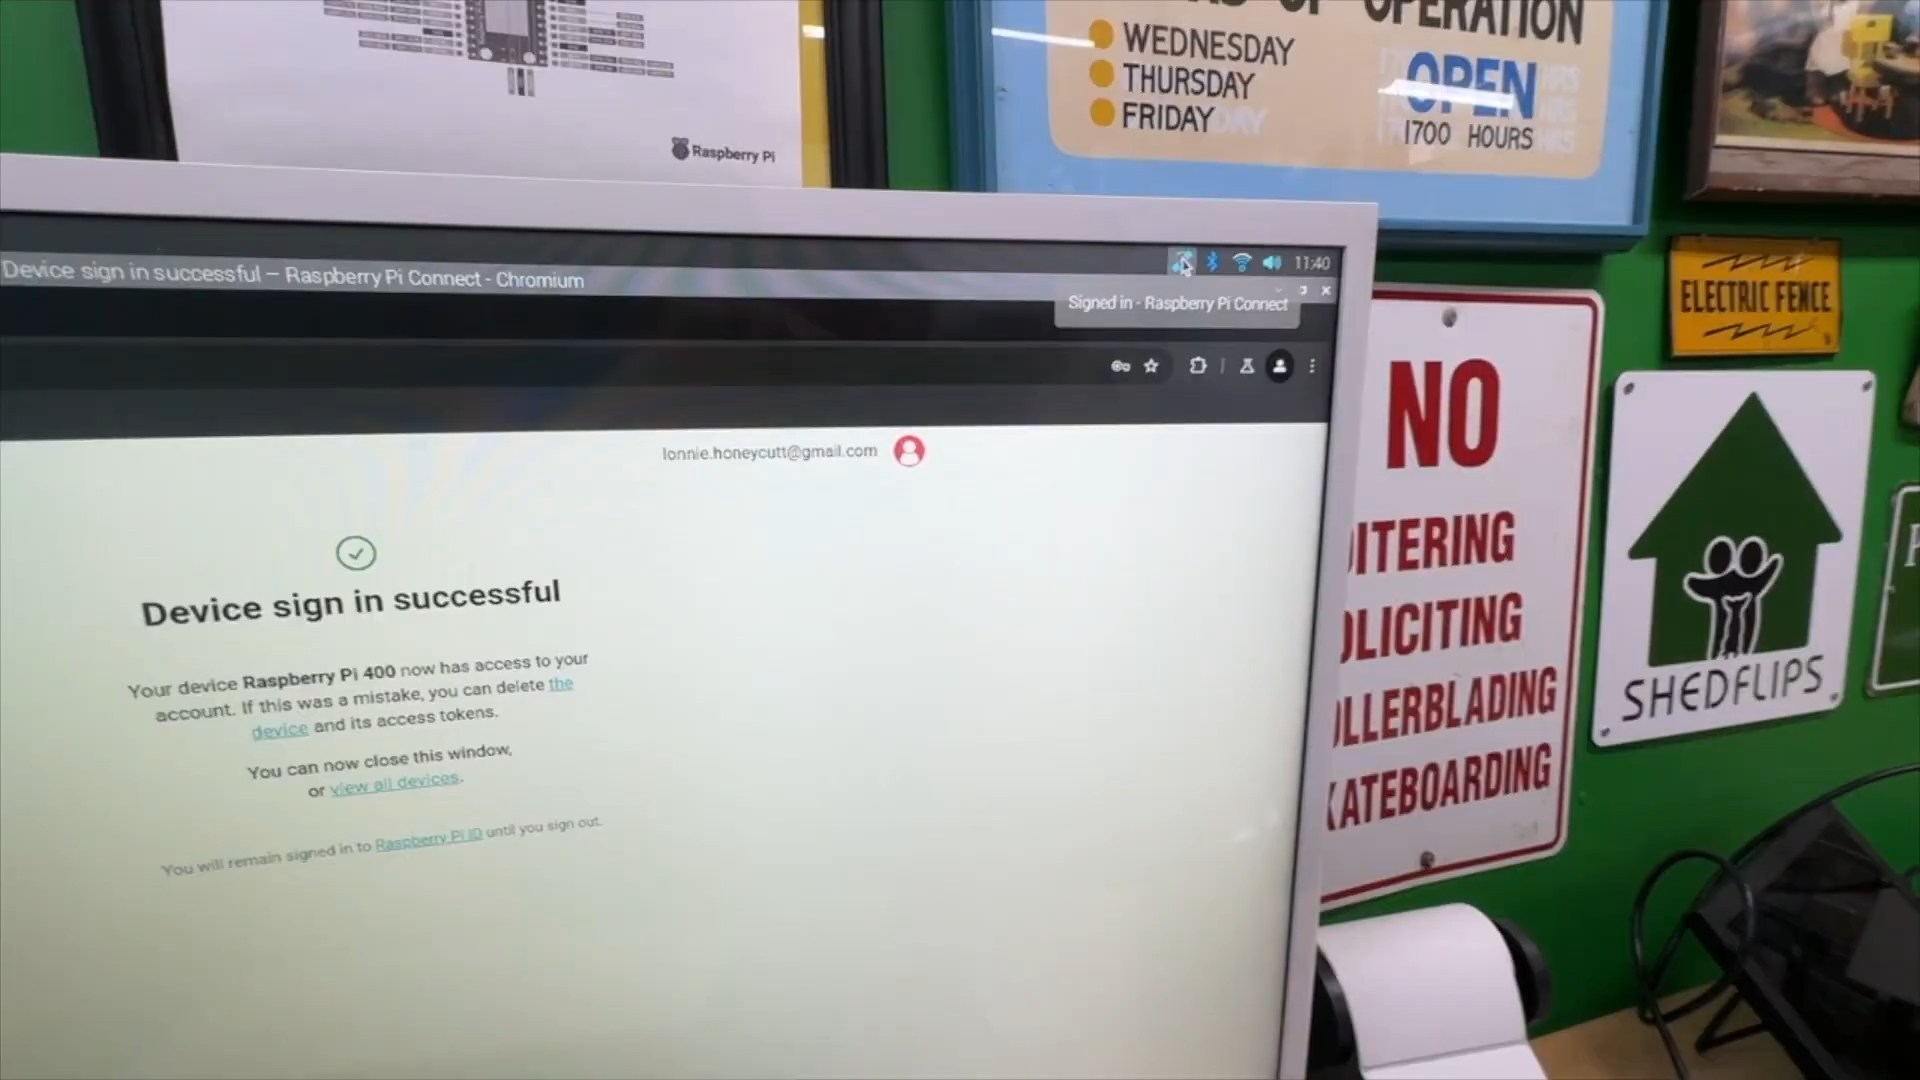 Raspberry Pi
OF OPERATION
WEDNESDAY
THURSDAY
FRIDAY
OPEN
1700 HOURS
Device sign in successful – Raspberry Pi Connect - Chromium
11:40
Signed in - Raspberry Pi Connect
lonnie.honeycutt@gmail.com
Device sign in successful
Your device Raspberry Pi 400 now has access to your
account. If this was a mistake, you can delete the
device and its access tokens.
You can now close this window,
or view all devices.
You will remain signed in to Raspberry Pi ID until you sign out.
ELECTRIC FENCE
NO
OITERING
OLICITING
OLLERBLADING
KATEBOARDING
SHEDFLIPS